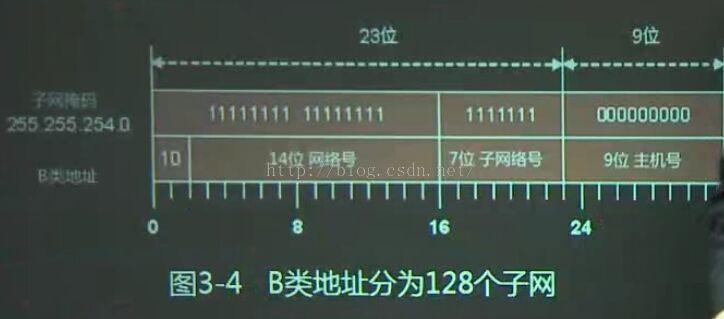 23位 9位
子网掩码
255.255.254.0
11111111 11111111 1111111 000000000
B类地址
10 14位 网络号 7位 子网络号 9位 主机号
http://blog.csdn.net/
0 8 16 24
图3-4 B类地址分为128个子网